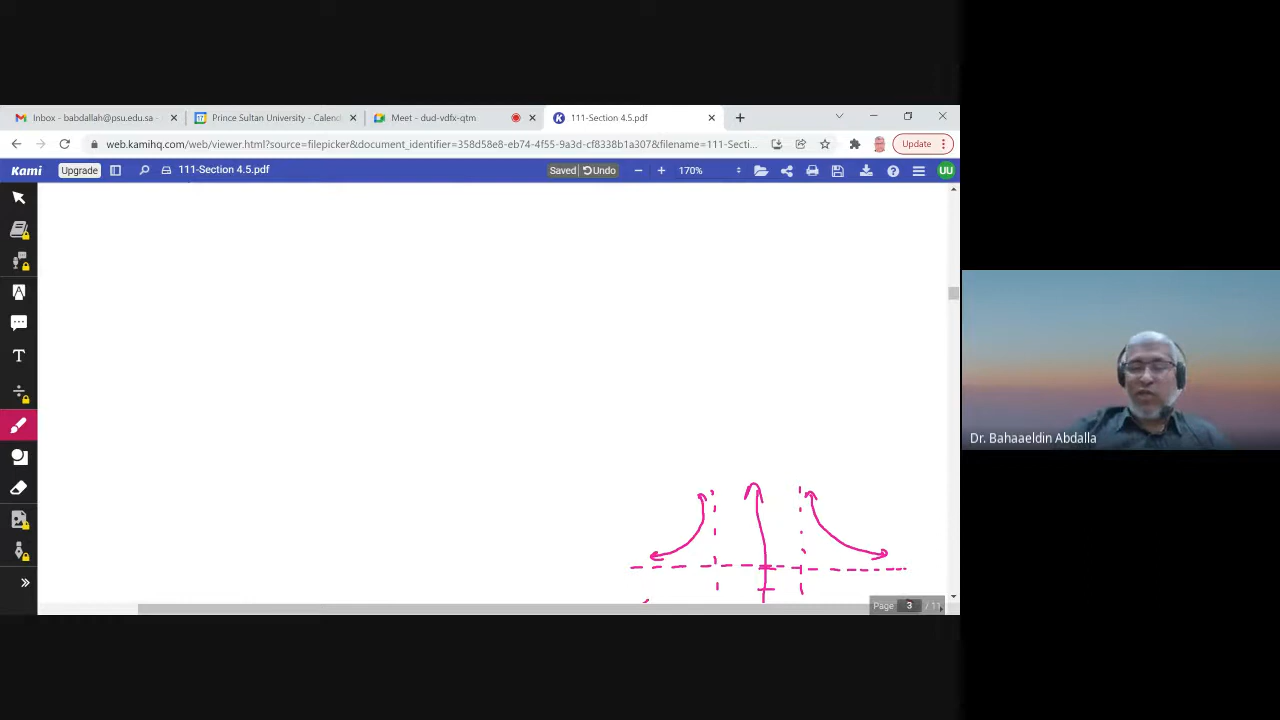 Inbox - babdallah@psu.edu.sa -
Prince Sultan University - Calend
Meet - dud-vdfx-qtm
111-Section 4.5.pdf
web.kamihq.com/web/viewer.html?source=filepicker&document_identifier=358d58e8-eb74-4f55-9a3d-cf8338b1a307&filename=111-Secti...
Update
Kami
Upgrade
111-Section 4.5.pdf
Saved
Undo
170%
UU
Dr. Bahaaeldin Abdalla
Page 3 / 11